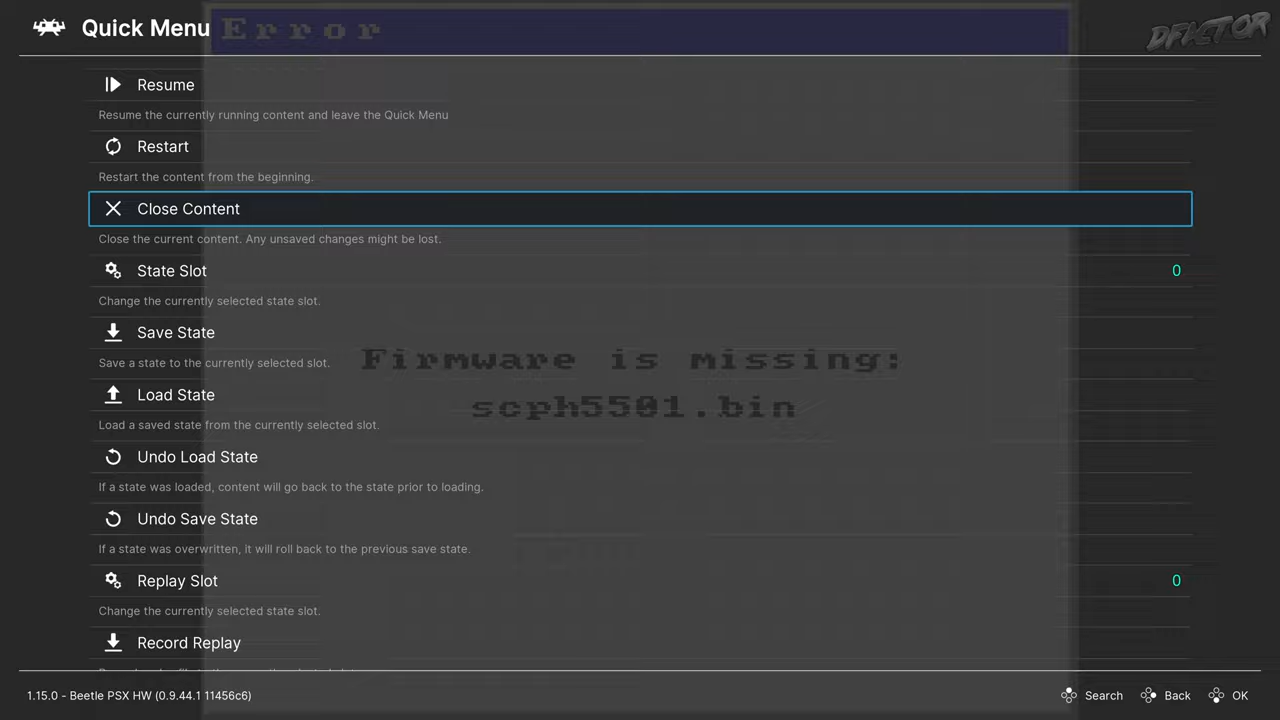 Quick Menu
Error
DFACTOR
Resume
Resume the currently running content and leave the Quick Menu
Restart
Restart the content from the beginning.
Close Content
Close the current content. Any unsaved changes might be lost.
State Slot 0
Change the currently selected state slot.
Save State
Save a state to the currently selected slot.
Firmware is missing:
Load State
scph5501.bin
Load a saved state from the currently selected slot.
Undo Load State
If a state was loaded, content will go back to the state prior to loading.
Undo Save State
If a state was overwritten, it will roll back to the previous save state.
Replay Slot 0
Change the currently selected state slot.
Record Replay
1.15.0 - Beetle PSX HW (0.9.44.1 11456c6)
Search Back OK